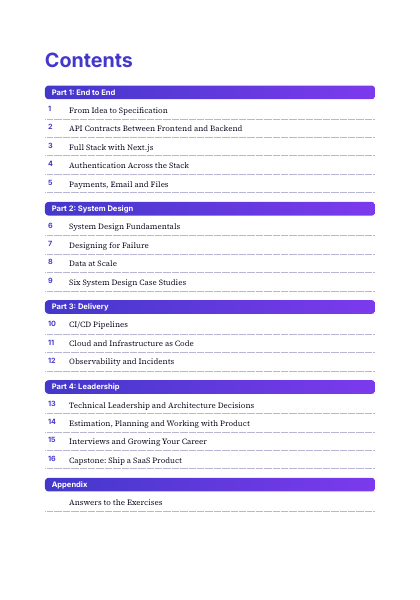 Contents
Part 1: End to End
1 From Idea to Specification
2 API Contracts Between Frontend and Backend
3 Full Stack with Next.js
4 Authentication Across the Stack
5 Payments, Email and Files
Part 2: System Design
6 System Design Fundamentals
7 Designing for Failure
8 Data at Scale
9 Six System Design Case Studies
Part 3: Delivery
10 CI/CD Pipelines
11 Cloud and Infrastructure as Code
12 Observability and Incidents
Part 4: Leadership
13 Technical Leadership and Architecture Decisions
14 Estimation, Planning and Working with Product
15 Interviews and Growing Your Career
16 Capstone: Ship a SaaS Product
Appendix
Answers to the Exercises